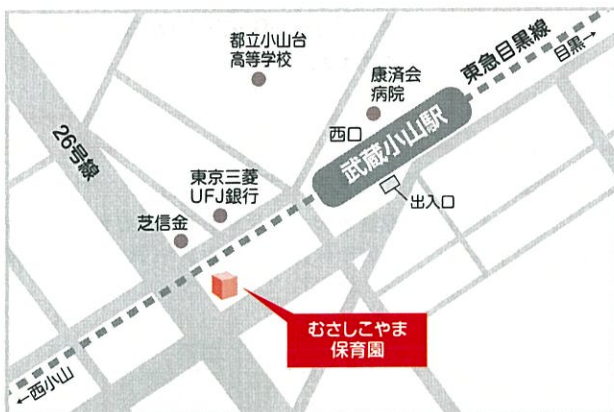 都立小山台
高等学校
康済会
病院
東急目黒線
目黒→
西口
武蔵小山駅
出入口
26号線
東京三菱
UFJ銀行
芝信金
むさしこやま
保育園
←西小山